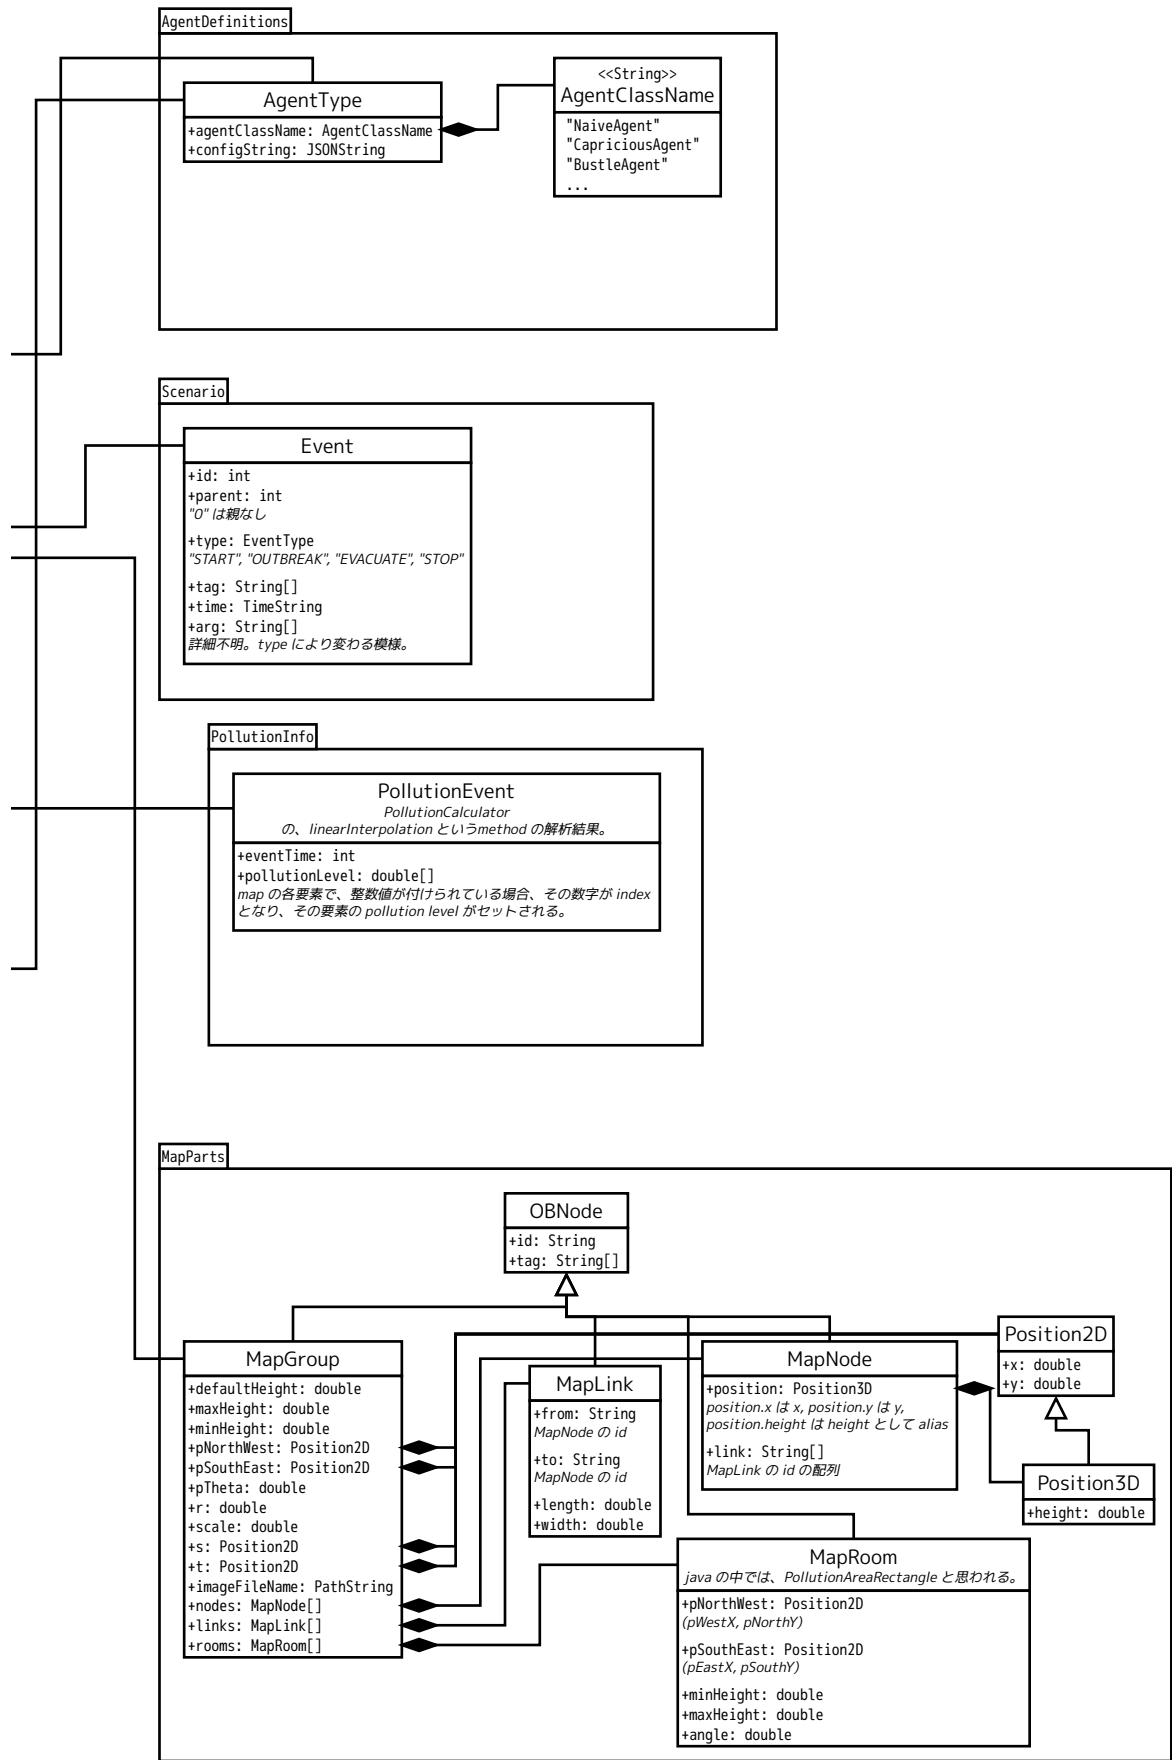 AgentDefinitions
AgentType
+agentClassName: AgentClassName
+configString: JSONString
<<String>>
AgentClassName
"NaiveAgent"
"CapriciousAgent"
"BustleAgent"
...
Scenario
Event
+id: int
+parent: int
"0" は親なし
+type: EventType
"START", "OUTBREAK", "EVACUATE", "STOP"
+tag: String[]
+time: TimeString
+arg: String[]
詳細不明。type により変わる模様。
PollutionInfo
PollutionEvent
PollutionCalculator
の、linearInterpolation というmethod の解析結果。
+eventTime: int
+pollutionLevel: double[]
map の各要素で、整数値が付けられている場合、その数字が index
となり、その要素の pollution level がセットされる。
MapParts
OBNode
+id: String
+tag: String[]
MapGroup
+defaultHeight: double
+maxHeight: double
+minHeight: double
+pNorthWest: Position2D
+pSouthEast: Position2D
+pTheta: double
+r: double
+scale: double
+s: Position2D
+t: Position2D
+imageFileName: PathString
+nodes: MapNode[]
+links: MapLink[]
+rooms: MapRoom[]
MapLink
+from: String
MapNode の id
+to: String
MapNode の id
+length: double
+width: double
MapNode
+position: Position3D
position.x は x, position.y は y,
position.height は height として alias
+link: String[]
MapLink の id の配列
Position2D
+x: double
+y: double
Position3D
+height: double
MapRoom
java の中では、PollutionAreaRectangle と思われる。
+pNorthWest: Position2D
(pWestX, pNorthY)
+pSouthEast: Position2D
(pEastX, pSouthY)
+minHeight: double
+maxHeight: double
+angle: double